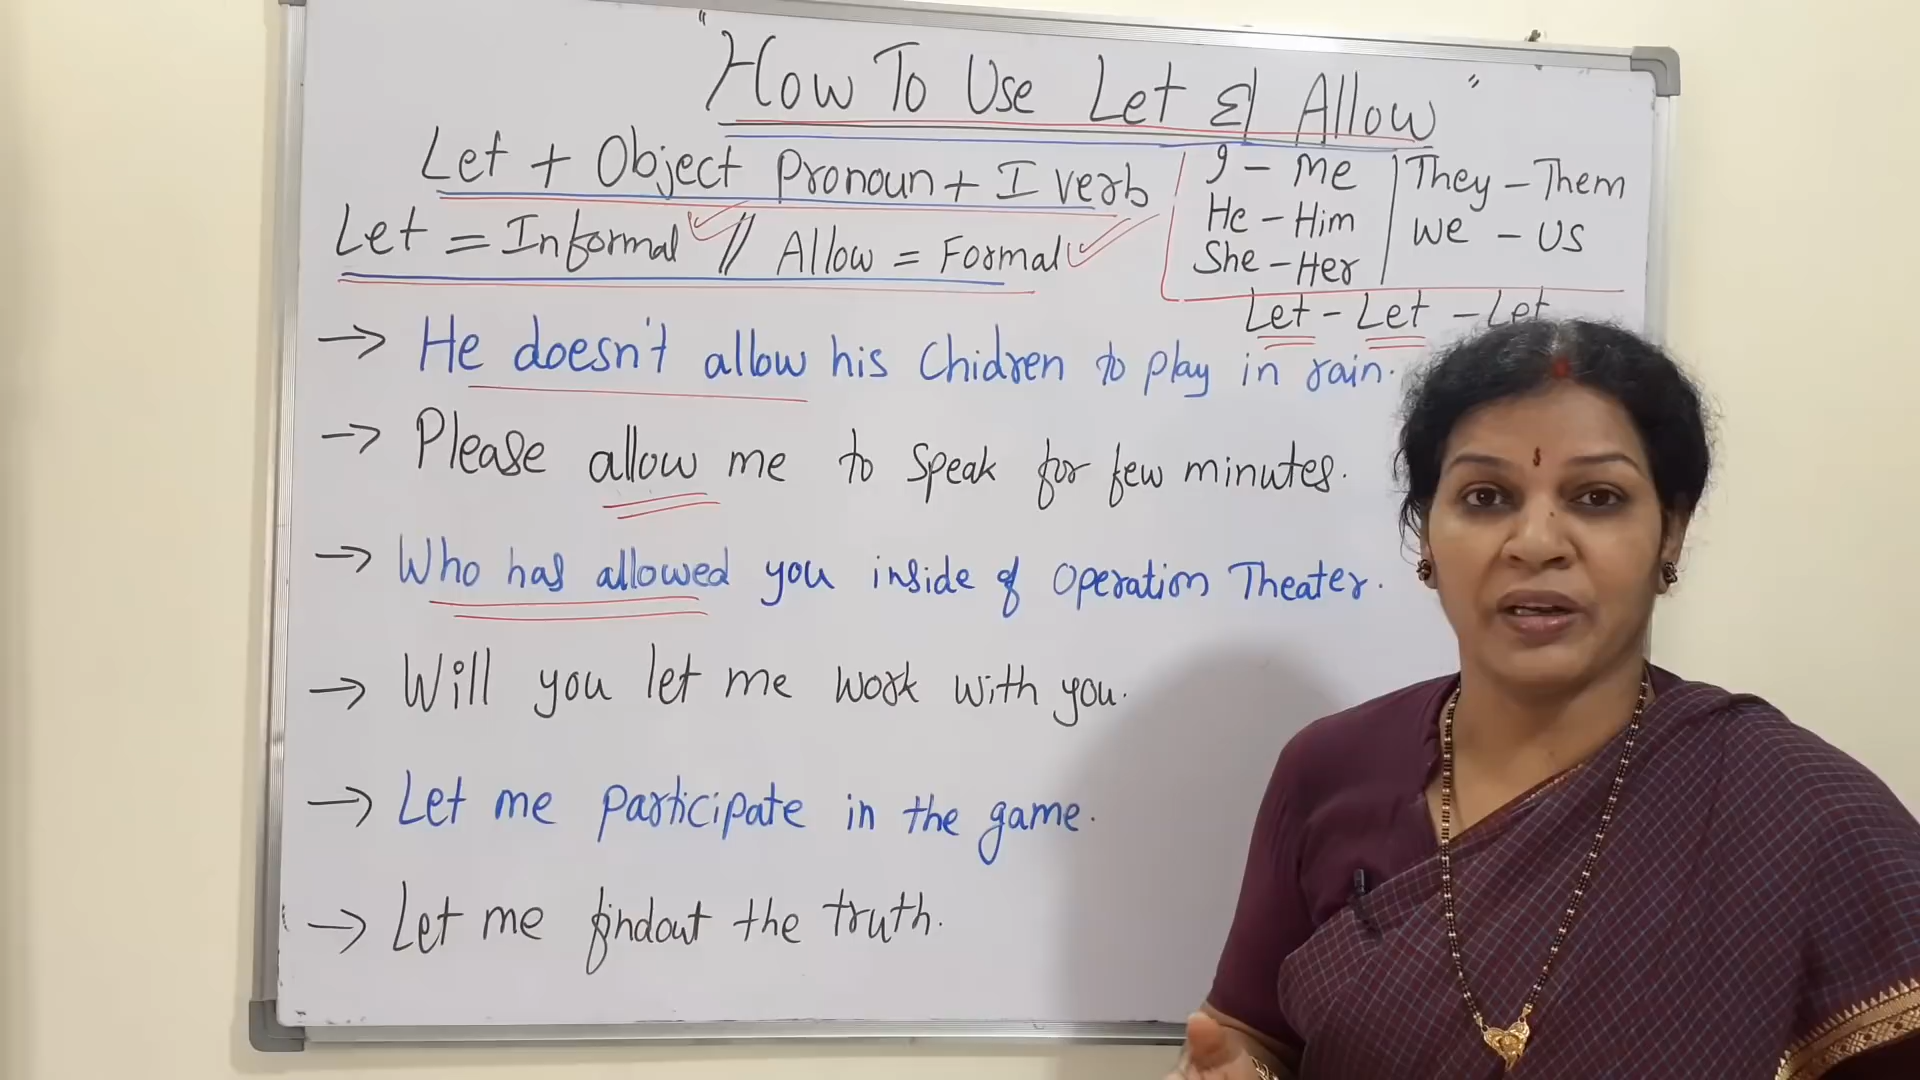 "How To Use Let & Allow"
Let + Object Pronoun + I verb
Let = Informal // Allow = Formal
I - Me
He - Him
She - Her
They - Them
We - Us
Let - Let - Let
→ He doesn't allow his Chidren to play in rain.
→ Please allow me to speak for few minutes.
→ Who has allowed you inside of Operation Theater.
→ Will you let me work with you.
→ Let me participate in the game.
→ Let me findout the truth.